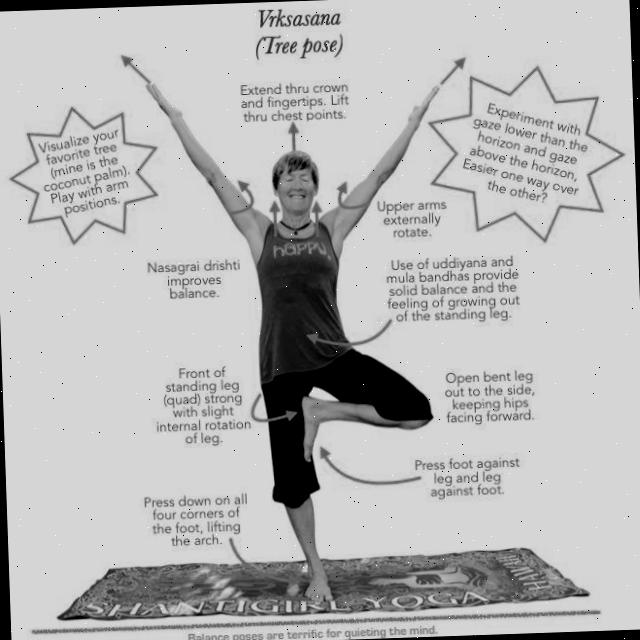 Vrksasana
(Tree pose)
Extend thru crown
and fingertips. Lift
thru chest points.
Visualize your
favorite tree
(mine is the
coconut palm).
Play with arm
positions.
Experiment with
gaze lower than the
horizon and gaze
above the horizon,
Easier one way over
the other?
Upper arms
externally
rotate.
happy.
Nasagrai drishti
improves
balance.
Use of uddiyana and
mula bandhas provide
solid balance and the
feeling of growing out
of the standing leg.
Front of
standing leg
(quad) strong
with slight
internal rotation
of leg.
Open bent leg
out to the side,
keeping hips
facing forward.
Press foot against
leg and leg
against foot.
Press down on all
four corners of
the foot, lifting
the arch.
SHANTIGIRL YOGA
Balance poses are terrific for quieting the mind.